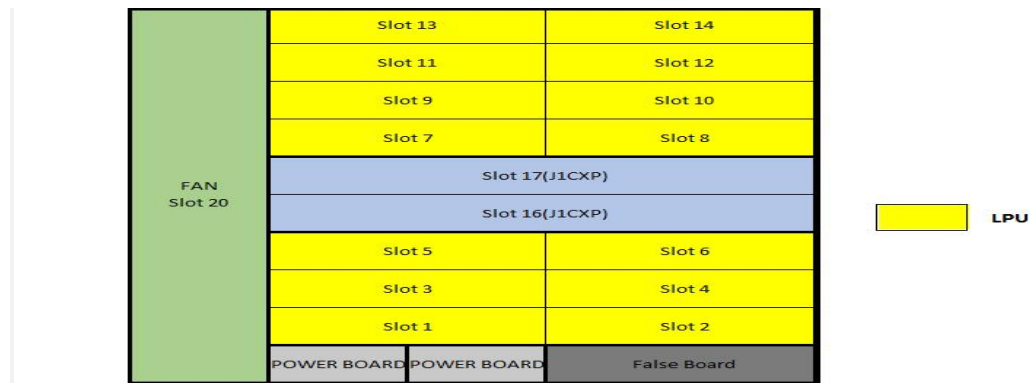 Slot 13 Slot 14
Slot 11 Slot 12
Slot 9 Slot 10
Slot 7 Slot 8
FAN
Slot 20
Slot 17(J1CXP)
Slot 16(J1CXP)
LPU
Slot 5 Slot 6
Slot 3 Slot 4
Slot 1 Slot 2
POWER BOARD POWER BOARD False Board